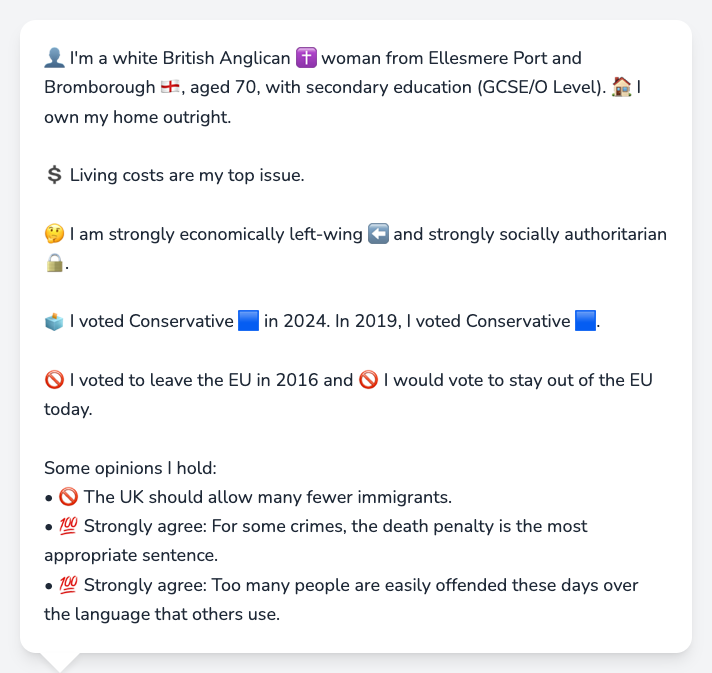 👤 I'm a white British Anglican ✝️ woman from Ellesmere Port and
Bromborough 🏴󠁧󠁢󠁥󠁮󠁧󠁿, aged 70, with secondary education (GCSE/O Level). 🏠 I
own my home outright.
💲 Living costs are my top issue.
🤔 I am strongly economically left-wing ⬅️ and strongly socially authoritarian
🔒.
🗳️ I voted Conservative 🟦 in 2024. In 2019, I voted Conservative 🟦.
🚫 I voted to leave the EU in 2016 and 🚫 I would vote to stay out of the EU
today.
Some opinions I hold:
• 🚫 The UK should allow many fewer immigrants.
• 💯 Strongly agree: For some crimes, the death penalty is the most
appropriate sentence.
• 💯 Strongly agree: Too many people are easily offended these days over
the language that others use.